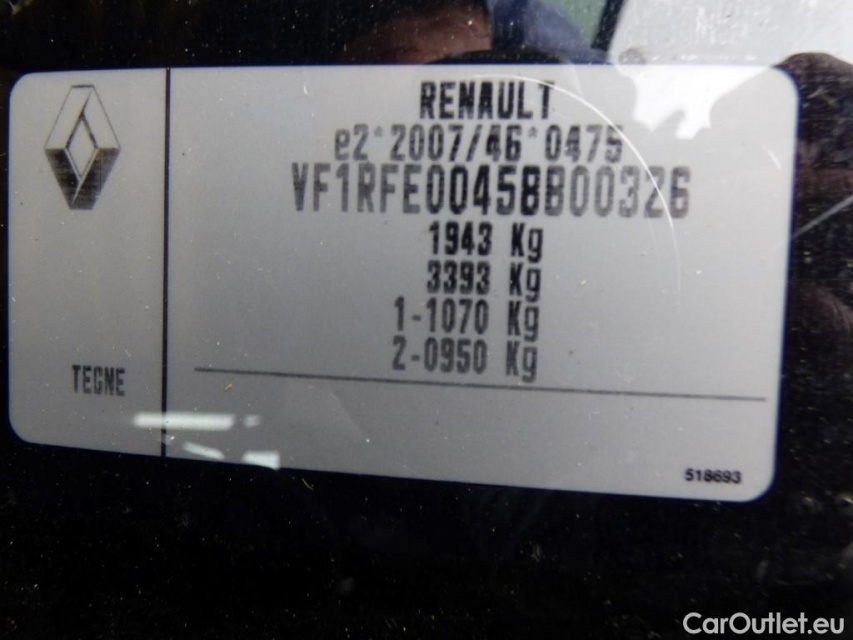 RENAULT
e2*2007/46*0475
VF1RFE00458B00326
1943 Kg
3393 Kg
1-1070 Kg
2-0950 Kg
TECNE
518693
CarOutlet.eu